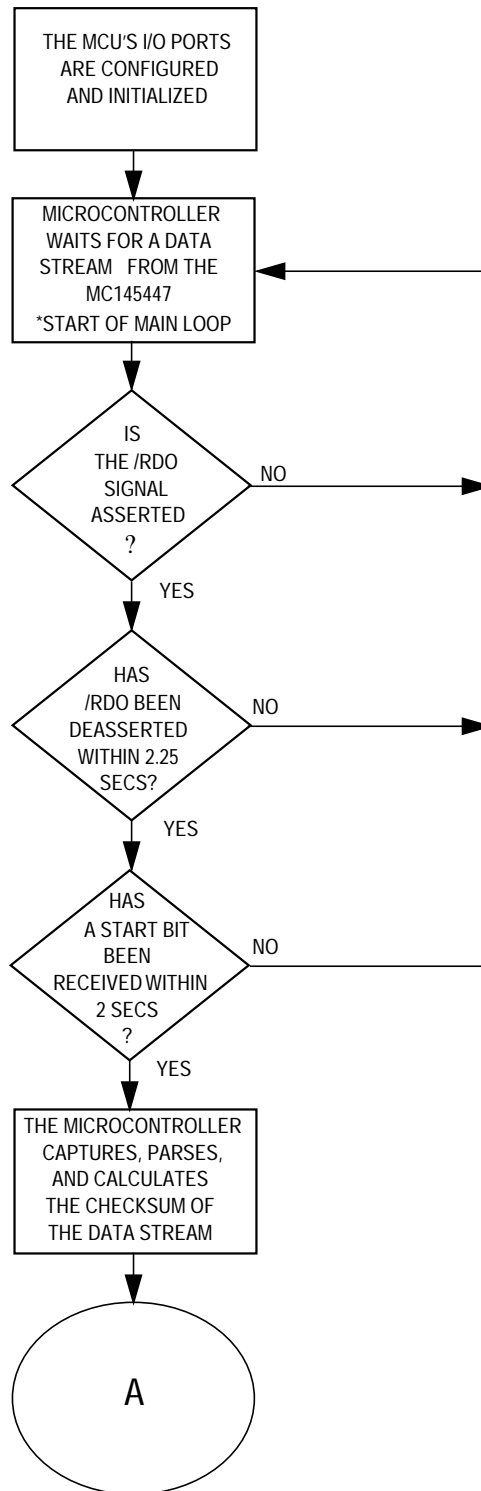 THE MCU'S I/O PORTS
ARE CONFIGURED
AND INITIALIZED
MICROCONTROLLER
WAITS FOR A DATA
STREAM FROM THE
MC145447
*START OF MAIN LOOP
IS
THE /RDO
SIGNAL
ASSERTED
?
NO
YES
HAS
/RDO BEEN
DEASSERTED
WITHIN 2.25
SECS?
NO
YES
HAS
A START BIT
BEEN
RECEIVED WITHIN
2 SECS
?
NO
YES
THE MICROCONTROLLER
CAPTURES, PARSES,
AND CALCULATES
THE CHECKSUM OF
THE DATA STREAM
A